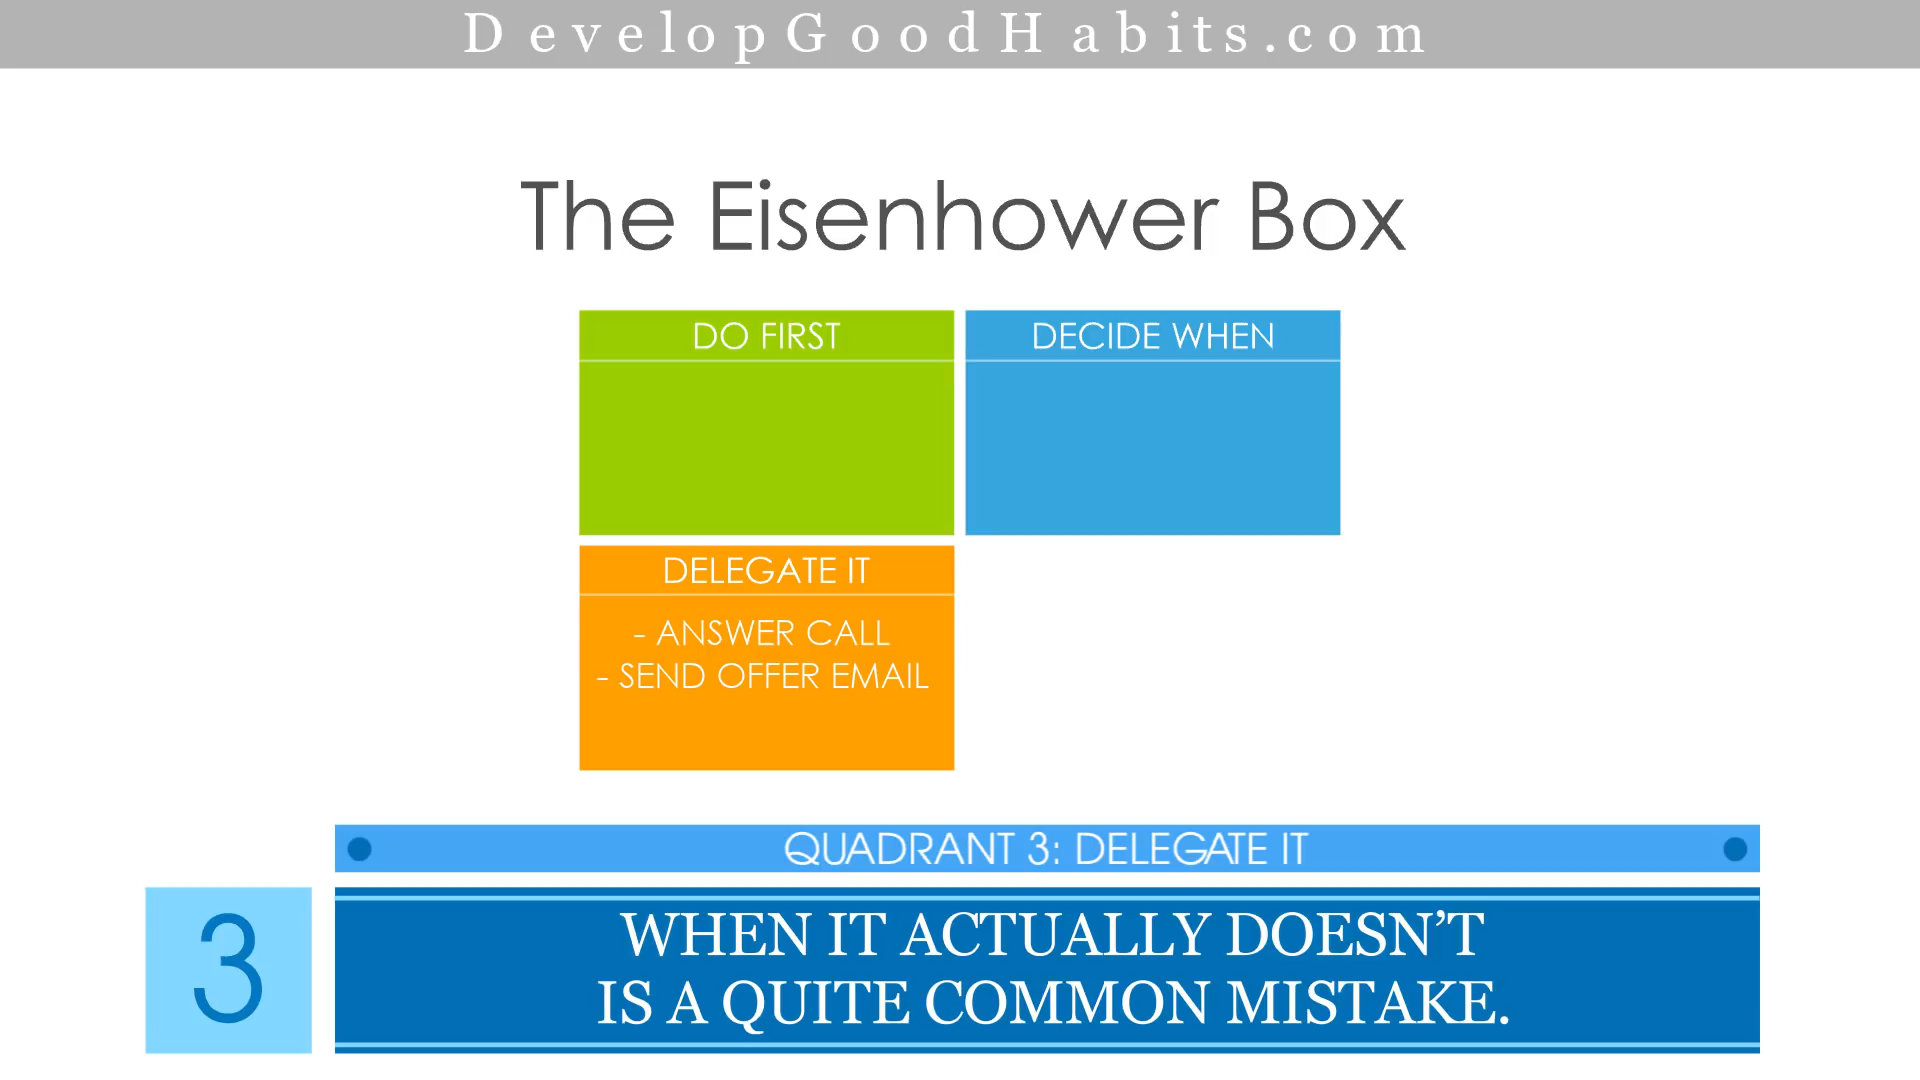 DevelopGoodHabits.com
The Eisenhower Box
DO FIRST
DECIDE WHEN
DELEGATE IT
- ANSWER CALL
- SEND OFFER EMAIL
QUADRANT 3: DELEGATE IT
3
WHEN IT ACTUALLY DOESN’T
IS A QUITE COMMON MISTAKE.